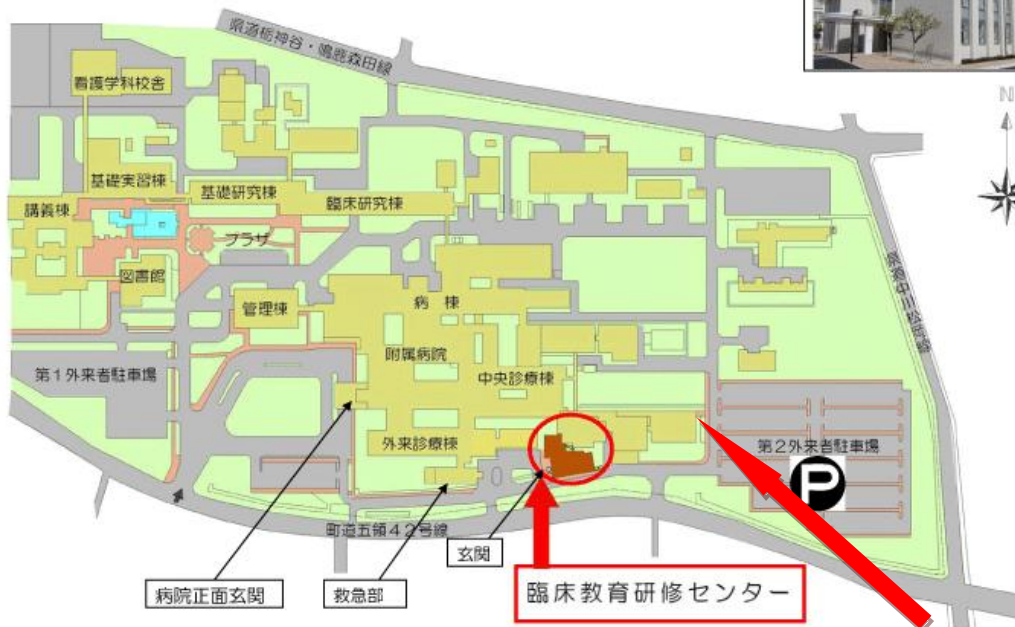 県道栃神谷・鳴鹿森田線
看護学科校舎
N
基礎実習棟
基礎研究棟
臨床研究棟
講義棟
プラザ
図書館
管理棟
病 棟
県道中川松岡線
附属病院
中央診療棟
第1外来者駐車場
外来診療棟
第2外来者駐車場
P
町道五領42号線
玄関
病院正面玄関
救急部
臨床教育研修センター